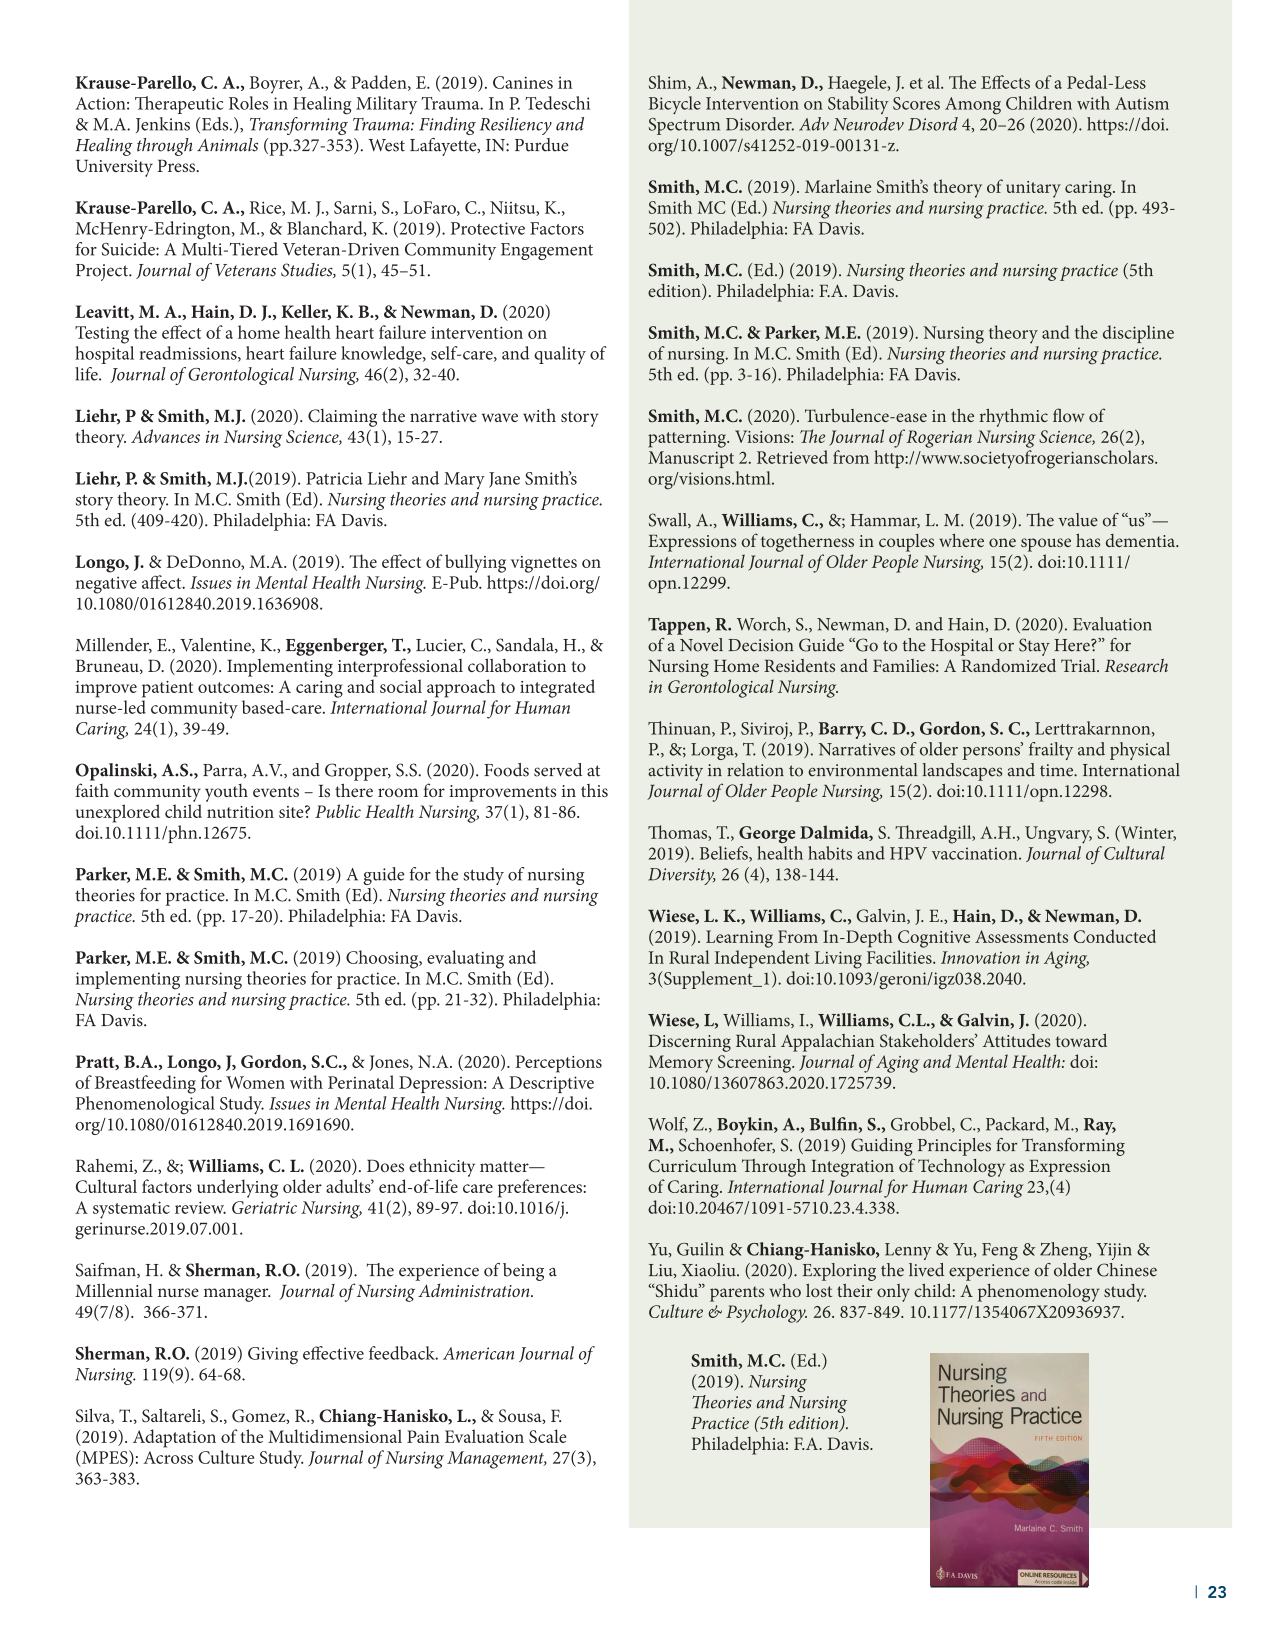 Krause-Parello, C. A., Boyrer, A., & Padden, E. (2019). Canines in
Action: Therapeutic Roles in Healing Military Trauma. In P. Tedeschi
& M.A. Jenkins (Eds.), Transforming Trauma: Finding Resiliency and
Healing through Animals (pp.327-353). West Lafayette, IN: Purdue
University Press.
Krause-Parello, C. A., Rice, M. J., Sarni, S., LoFaro, C., Niitsu, K.,
McHenry-Edrington, M., & Blanchard, K. (2019). Protective Factors
for Suicide: A Multi-Tiered Veteran-Driven Community Engagement
Project. Journal of Veterans Studies, 5(1), 45–51.
Leavitt, M. A., Hain, D. J., Keller, K. B., & Newman, D. (2020)
Testing the effect of a home health heart failure intervention on
hospital readmissions, heart failure knowledge, self-care, and quality of
life. Journal of Gerontological Nursing, 46(2), 32-40.
Liehr, P & Smith, M.J. (2020). Claiming the narrative wave with story
theory. Advances in Nursing Science, 43(1), 15-27.
Liehr, P. & Smith, M.J.(2019). Patricia Liehr and Mary Jane Smith's
story theory. In M.C. Smith (Ed). Nursing theories and nursing practice.
5th ed. (409-420). Philadelphia: FA Davis.
Longo, J. & DeDonno, M.A. (2019). The effect of bullying vignettes on
negative affect. Issues in Mental Health Nursing. E-Pub. https://doi.org/
10.1080/01612840.2019.1636908.
Millender, E., Valentine, K., Eggenberger, T., Lucier, C., Sandala, H., &
Bruneau, D. (2020). Implementing interprofessional collaboration to
improve patient outcomes: A caring and social approach to integrated
nurse-led community based-care. International Journal for Human
Caring, 24(1), 39-49.
Opalinski, A.S., Parra, A.V., and Gropper, S.S. (2020). Foods served at
faith community youth events – Is there room for improvements in this
unexplored child nutrition site? Public Health Nursing, 37(1), 81-86.
doi.10.1111/phn.12675.
Parker, M.E. & Smith, M.C. (2019) A guide for the study of nursing
theories for practice. In M.C. Smith (Ed). Nursing theories and nursing
practice. 5th ed. (pp. 17-20). Philadelphia: FA Davis.
Parker, M.E. & Smith, M.C. (2019) Choosing, evaluating and
implementing nursing theories for practice. In M.C. Smith (Ed).
Nursing theories and nursing practice. 5th ed. (pp. 21-32). Philadelphia:
FA Davis.
Pratt, B.A., Longo, J, Gordon, S.C., & Jones, N.A. (2020). Perceptions
of Breastfeeding for Women with Perinatal Depression: A Descriptive
Phenomenological Study. Issues in Mental Health Nursing. https://doi.
org/10.1080/01612840.2019.1691690.
Rahemi, Z., &; Williams, C. L. (2020). Does ethnicity matter—
Cultural factors underlying older adults' end-of-life care preferences:
A systematic review. Geriatric Nursing, 41(2), 89-97. doi:10.1016/j.
gerinurse.2019.07.001.
Saifman, H. & Sherman, R.O. (2019). The experience of being a
Millennial nurse manager. Journal of Nursing Administration.
49(7/8). 366-371.
Sherman, R.O. (2019) Giving effective feedback. American Journal of
Nursing. 119(9). 64-68.
Silva, T., Saltareli, S., Gomez, R., Chiang-Hanisko, L., & Sousa, F.
(2019). Adaptation of the Multidimensional Pain Evaluation Scale
(MPES): Across Culture Study. Journal of Nursing Management, 27(3),
363-383.
Shim, A., Newman, D., Haegele, J. et al. The Effects of a Pedal-Less
Bicycle Intervention on Stability Scores Among Children with Autism
Spectrum Disorder. Adv Neurodev Disord 4, 20–26 (2020). https://doi.
org/10.1007/s41252-019-00131-z.
Smith, M.C. (2019). Marlaine Smith's theory of unitary caring. In
Smith MC (Ed.) Nursing theories and nursing practice. 5th ed. (pp. 493-
502). Philadelphia: FA Davis.
Smith, M.C. (Ed.) (2019). Nursing theories and nursing practice (5th
edition). Philadelphia: F.A. Davis.
Smith, M.C. & Parker, M.E. (2019). Nursing theory and the discipline
of nursing. In M.C. Smith (Ed). Nursing theories and nursing practice.
5th ed. (pp. 3-16). Philadelphia: FA Davis.
Smith, M.C. (2020). Turbulence-ease in the rhythmic flow of
patterning. Visions: The Journal of Rogerian Nursing Science, 26(2),
Manuscript 2. Retrieved from http://www.societyofrogerianscholars.
org/visions.html.
Swall, A., Williams, C., &; Hammar, L. M. (2019). The value of "us"—
Expressions of togetherness in couples where one spouse has dementia.
International Journal of Older People Nursing, 15(2). doi:10.1111/
opn.12299.
Tappen, R. Worch, S., Newman, D. and Hain, D. (2020). Evaluation
of a Novel Decision Guide "Go to the Hospital or Stay Here?" for
Nursing Home Residents and Families: A Randomized Trial. Research
in Gerontological Nursing.
Thinuan, P., Siviroj, P., Barry, C. D., Gordon, S. C., Lerttrakarnnon,
P., &; Lorga, T. (2019). Narratives of older persons' frailty and physical
activity in relation to environmental landscapes and time. International
Journal of Older People Nursing, 15(2). doi:10.1111/opn.12298.
Thomas, T., George Dalmida, S. Threadgill, A.H., Ungvary, S. (Winter,
2019). Beliefs, health habits and HPV vaccination. Journal of Cultural
Diversity, 26 (4), 138-144.
Wiese, L. K., Williams, C., Galvin, J. E., Hain, D., & Newman, D.
(2019). Learning From In-Depth Cognitive Assessments Conducted
In Rural Independent Living Facilities. Innovation in Aging,
3(Supplement_1). doi:10.1093/geroni/igz038.2040.
Wiese, L, Williams, I., Williams, C.L., & Galvin, J. (2020).
Discerning Rural Appalachian Stakeholders' Attitudes toward
Memory Screening. Journal of Aging and Mental Health: doi:
10.1080/13607863.2020.1725739.
Wolf, Z., Boykin, A., Bulfin, S., Grobbel, C., Packard, M., Ray,
M., Schoenhofer, S. (2019) Guiding Principles for Transforming
Curriculum Through Integration of Technology as Expression
of Caring. International Journal for Human Caring 23,(4)
doi:10.20467/1091-5710.23.4.338.
Yu, Guilin & Chiang-Hanisko, Lenny & Yu, Feng & Zheng, Yijin &
Liu, Xiaoliu. (2020). Exploring the lived experience of older Chinese
"Shidu" parents who lost their only child: A phenomenology study.
Culture & Psychology. 26. 837-849. 10.1177/1354067X20936937.
Smith, M.C. (Ed.)
(2019). Nursing
Theories and Nursing
Practice (5th edition).
Philadelphia: F.A. Davis.
Nursing
Theories and
Nursing Practice
FIFTH EDITION
Marlaine C. Smith
F.A. DAVIS
ONLINE RESOURCES
Access code inside
| 23